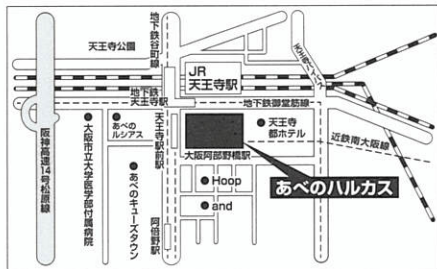 地下鉄谷町線
天王寺公園
JR
天王寺駅
地下鉄
天王寺駅
地下鉄御堂筋線
阪神高速14号松原線
大阪市立大学医学部付属病院
あべの
ルシアス
あべのキューズタウン
天王寺駅前駅
阿倍野駅
天王寺
都ホテル
近鉄南大阪線
大阪阿部野橋駅
Hoop
and
あべのハルカス